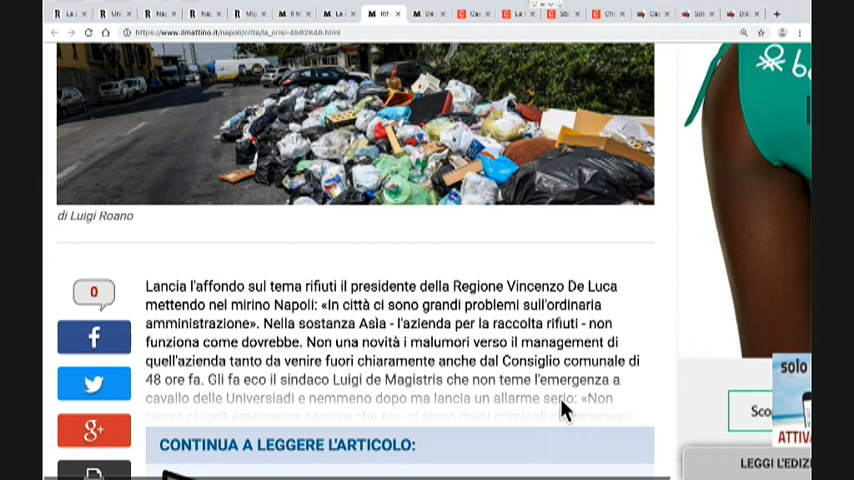 https://www.ilmattino.it/napoli/citta/la_crisi-4582848.html
di Luigi Roano
0
Lancia l'affondo sul tema rifiuti il presidente della Regione Vincenzo De Luca
mettendo nel mirino Napoli: «In città ci sono grandi problemi sull'ordinaria
amministrazione». Nella sostanza Asìa - l'azienda per la raccolta rifiuti - non
funziona come dovrebbe. Non una novità i malumori verso il management di
quell'azienda tanto da venire fuori chiaramente anche dal Consiglio comunale di
48 ore fa. Gli fa eco il sindaco Luigi de Magistris che non teme l'emergenza a
cavallo delle Universiadi e nemmeno dopo ma lancia un allarme serio: «Non
CONTINUA A LEGGERE L'ARTICOLO:
f
g+
solo
Sco
ATTIV
LEGGI L'EDIZI